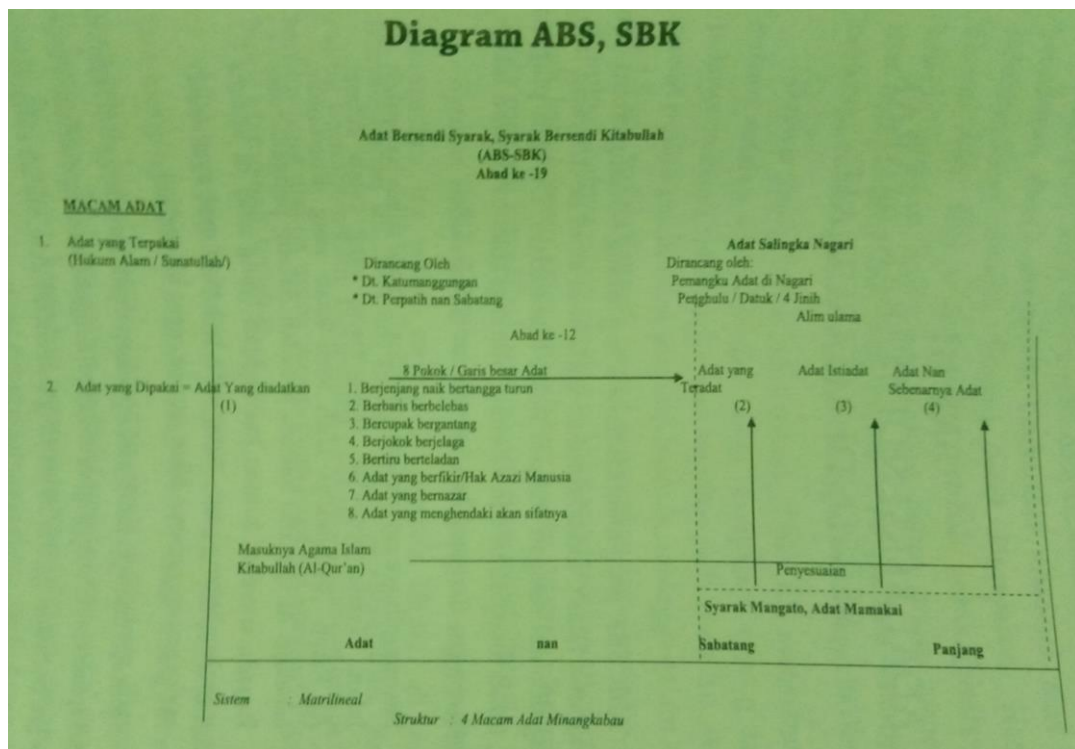 Diagram ABS, SBK
Adat Bersendi Syarak, Syarak Bersendi Kitabullah
(ABS-SBK)
Abad ke -19
MACAM ADAT
1. Adat yang Terpakai
(Hukum Alam / Sunatullah/)
Dirancang Oleh
* Dt. Katumanggungan
* Dt. Perpatih nan Sabatang
Adat Salingka Nagari
Dirancang oleh:
Pemangku Adat di Nagari
Penghulu / Datuk / 4 Jinih
Alim ulama
Abad ke -12
2. Adat yang Dipakai = Adat Yang diadatkan
(1)
8 Pokok / Garis besar Adat
1. Berjenjang naik bertangga turun
2. Berbaris berbelebas
3. Bercupak bergantang
4. Berjokok berjelaga
5. Bertiru berteladan
6. Adat yang berfikir/Hak Azazi Manusia
7. Adat yang bernazar
8. Adat yang menghendaki akan sifatnya
Adat yang
Teradat
(2)
Adat Istiadat
(3)
Adat Nan
Sebenarnya Adat
(4)
Masuknya Agama Islam
Kitabullah (Al-Qur'an)
Penyesuaian
Syarak Mangato, Adat Mamakai
Adat nan Sabatang Panjang
Sistem : Matrilineal
Struktur : 4 Macam Adat Minangkabau